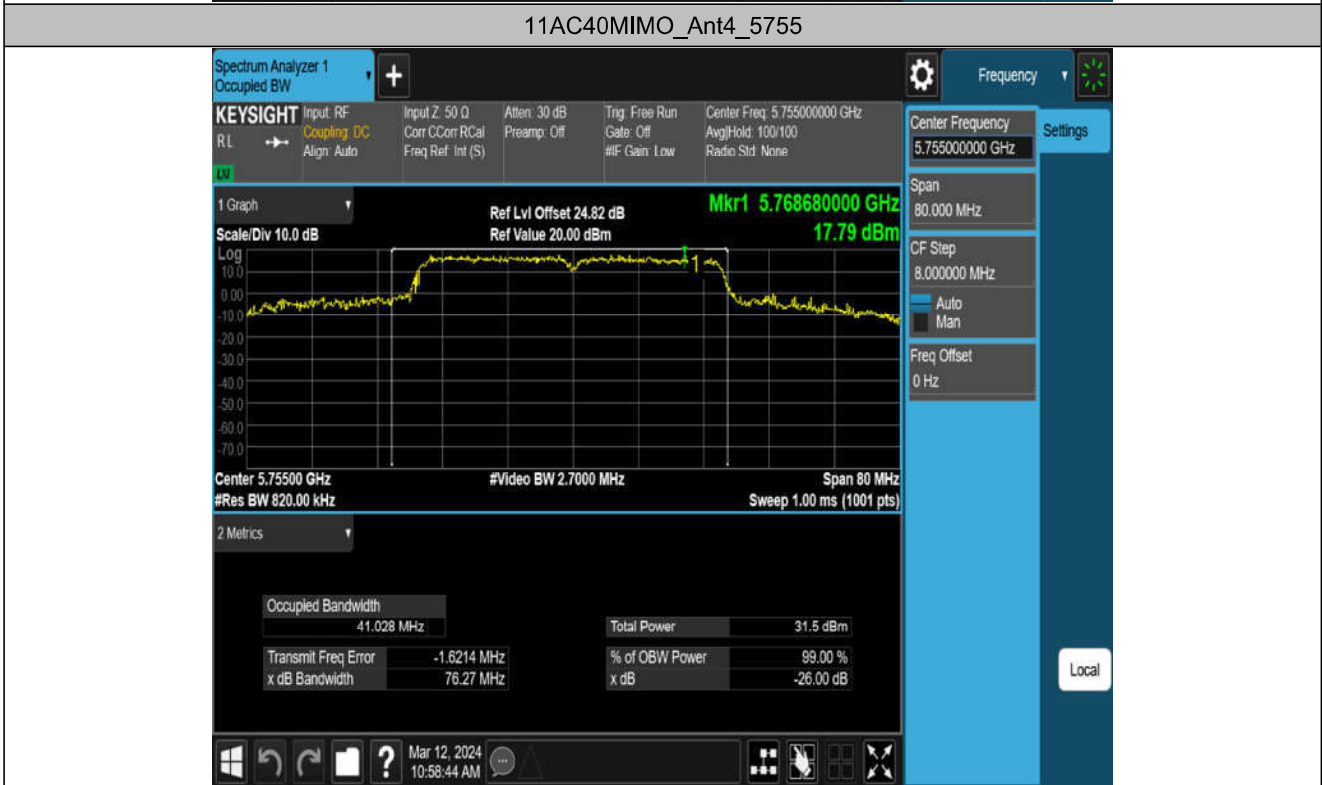 11AC40MIMO_Ant4_5755
Spectrum Analyzer 1
Occupied BW
Frequency
KEYSIGHT
R L
LXI
Input: RF
Coupling: DC
Align: Auto
Input Z: 50 Ω
Corr CCorr RCal
Freq Ref: Int (S)
Atten: 30 dB
Preamp: Off
Trig: Free Run
Gate: Off
#IF Gain: Low
Center Freq: 5.755000000 GHz
Avg|Hold: 100/100
Radio Std: None
Center Frequency
5.755000000 GHz
Settings
Span
80.000 MHz
CF Step
8.000000 MHz
Auto
Man
Freq Offset
0 Hz
Local
1 Graph
Scale/Div 10.0 dB
Ref Lvl Offset 24.82 dB
Ref Value 20.00 dBm
Mkr1 5.768680000 GHz
17.79 dBm
Log
10.0
0.00
-10.0
-20.0
-30.0
-40.0
-50.0
-60.0
-70.0
1
Center 5.75500 GHz
#Video BW 2.7000 MHz
Span 80 MHz
#Res BW 820.00 kHz
Sweep 1.00 ms (1001 pts)
2 Metrics
Occupied Bandwidth
41.028 MHz
Total Power 31.5 dBm
Transmit Freq Error -1.6214 MHz
% of OBW Power 99.00 %
x dB Bandwidth 76.27 MHz
x dB -26.00 dB
?
Mar 12, 2024
10:58:44 AM